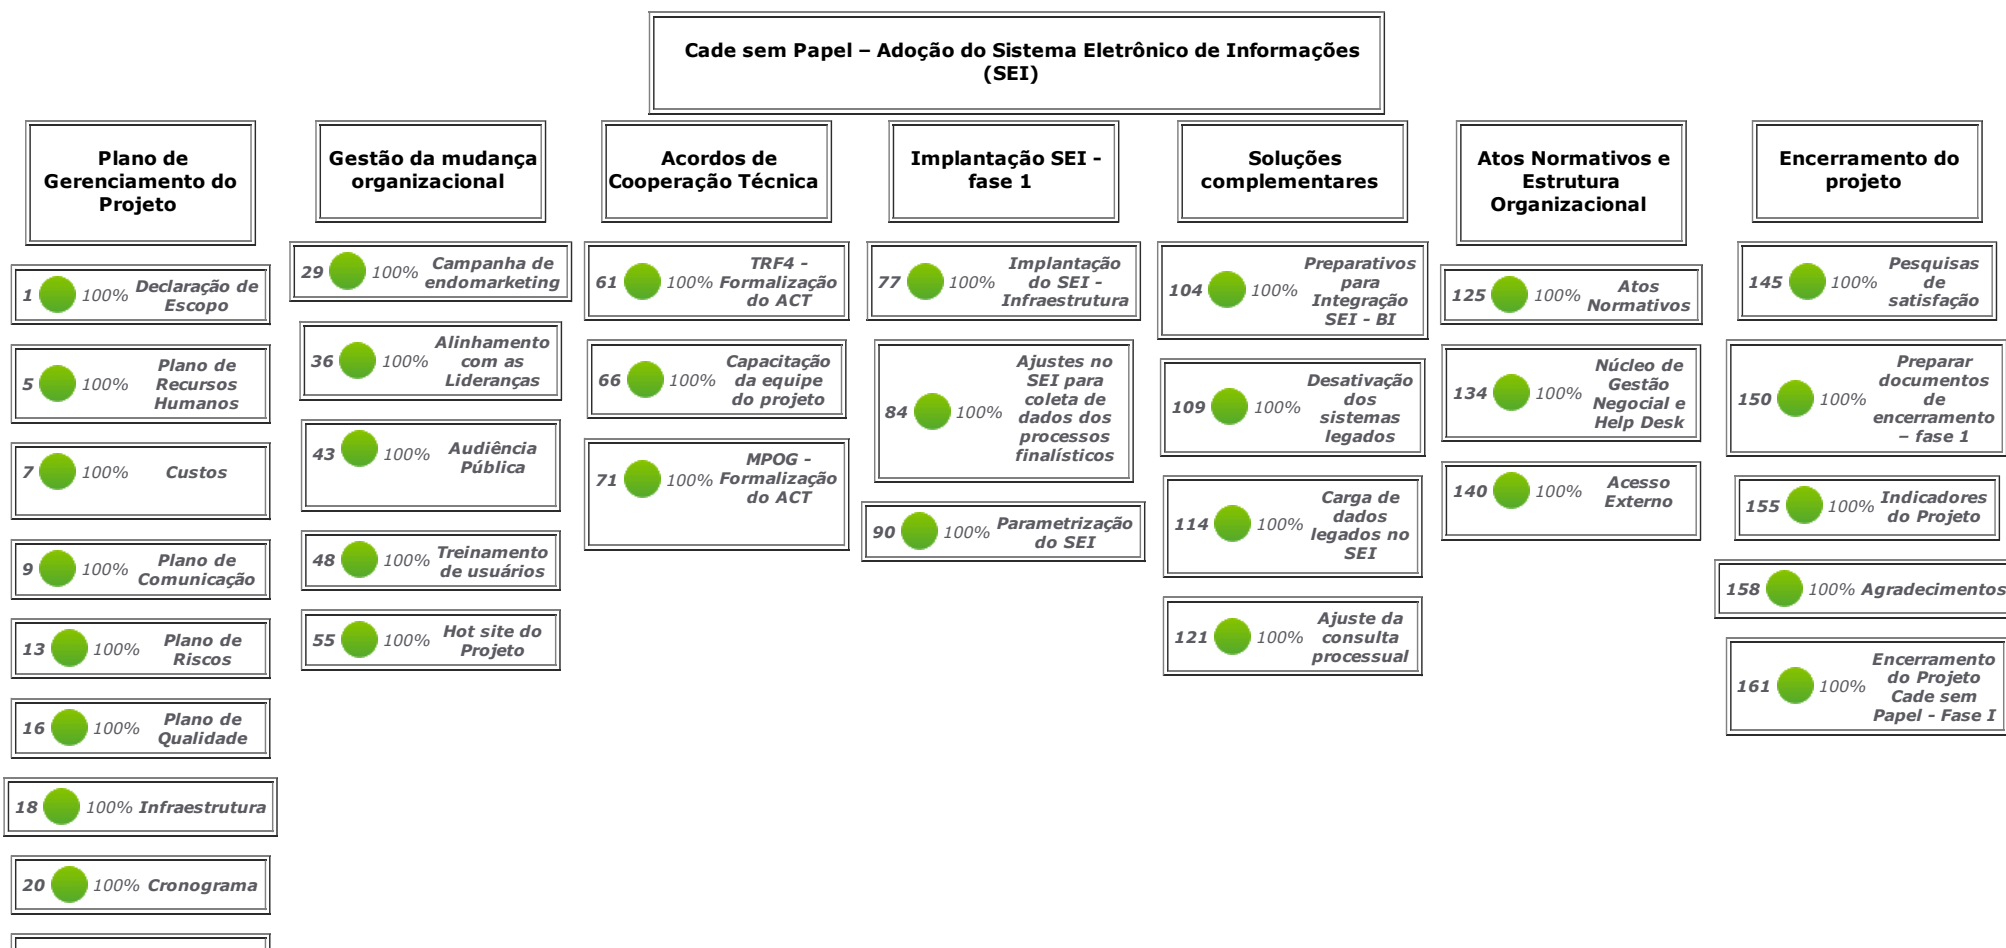 Cade sem Papel – Adoção do Sistema Eletrônico de Informações
(SEI)
Plano de
Gerenciamento do
Projeto
1 100% Declaração de
Escopo
5 100% Plano de
Recursos
Humanos
7 100% Custos
9 100% Plano de
Comunicação
13 100% Plano de
Riscos
16 100% Plano de
Qualidade
18 100% Infraestrutura
20 100% Cronograma
Gestão da mudança
organizacional
29 100% Campanha de
endomarketing
36 100% Alinhamento
com as
Lideranças
43 100% Audiência
Pública
48 100% Treinamento
de usuários
55 100% Hot site do
Projeto
Acordos de
Cooperação Técnica
61 100% TRF4 -
Formalização
do ACT
66 100% Capacitação
da equipe
do projeto
71 100% MPOG -
Formalização
do ACT
Implantação SEI -
fase 1
77 100% Implantação
do SEI -
Infraestrutura
84 100% Ajustes no
SEI para
coleta de
dados dos
processos
finalísticos
90 100% Parametrização
do SEI
Soluções
complementares
104 100% Preparativos
para
Integração
SEI - BI
109 100% Desativação
dos
sistemas
legados
114 100% Carga de
dados
legados no
SEI
121 100% Ajuste da
consulta
processual
Atos Normativos e
Estrutura
Organizacional
125 100% Atos
Normativos
134 100% Núcleo de
Gestão
Negocial e
Help Desk
140 100% Acesso
Externo
Encerramento do
projeto
145 100% Pesquisas
de
satisfação
150 100% Preparar
documentos
de
encerramento
– fase 1
155 100% Indicadores
do Projeto
158 100% Agradecimentos
161 100% Encerramento
do Projeto
Cade sem
Papel - Fase I